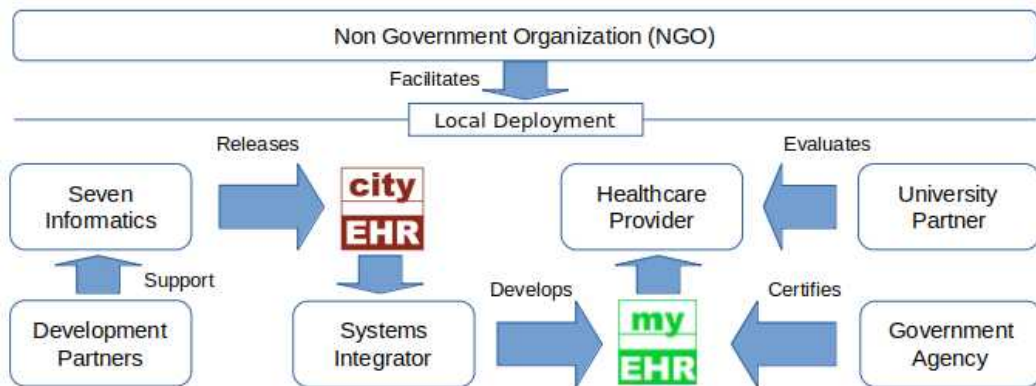 Non Government Organization (NGO)
Facilitates
Local Deployment
Releases
Evaluates
Seven
Informatics
city
EHR
Healthcare
Provider
University
Partner
Support
Develops
Certifies
Development
Partners
Systems
Integrator
my
EHR
Government
Agency